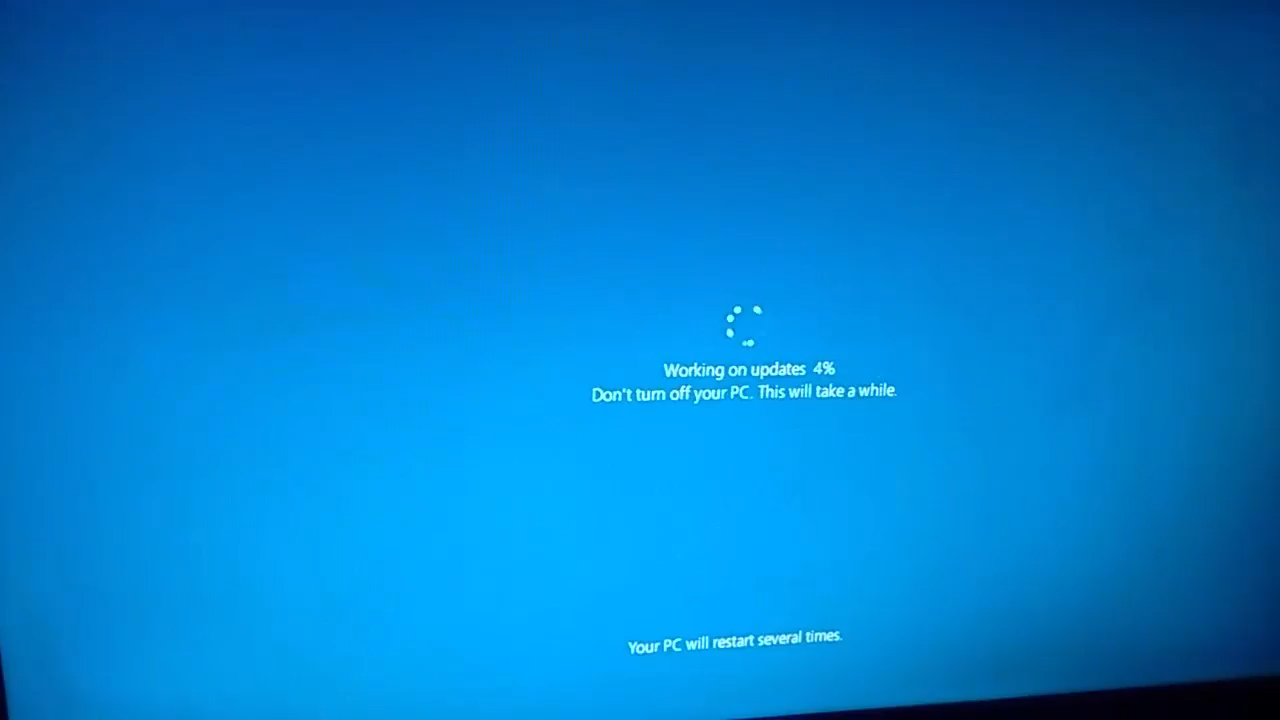 Working on updates 4%
Don't turn off your PC. This will take a while.
Your PC will restart several times.